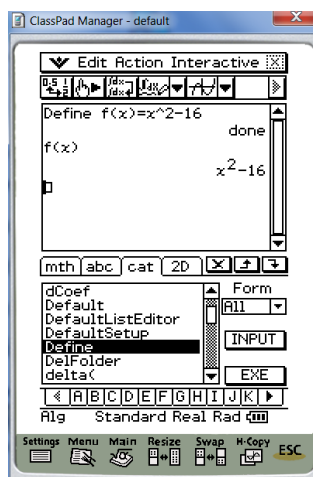 ClassPad Manager - default
Edit Action Interactive
Define f(x)=x^2-16
done
f(x)
x²-16
mth abc cat 2D
dCoef
Default
DefaultListEditor
DefaultSetup
Define
DelFolder
delta(
Form
All
INPUT
EXE
A B C D E F G H I J K
Alg Standard Real Rad
Settings Menu Main Resize Swap H-Copy ESC